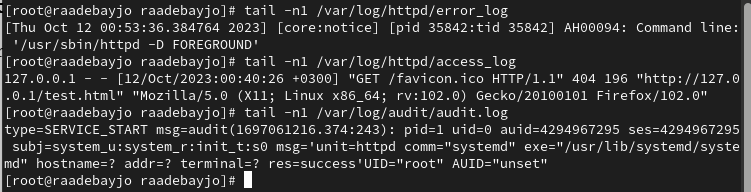 [root@raadebayjo raadebayjo]# tail -n1 /var/log/httpd/error_log
[Thu Oct 12 00:53:36.384764 2023] [core:notice] [pid 35842:tid 35842] AH00094: Command line:
 '/usr/sbin/httpd -D FOREGROUND'
[root@raadebayjo raadebayjo]# tail -n1 /var/log/httpd/access_log
127.0.0.1 - - [12/Oct/2023:00:40:26 +0300] "GET /favicon.ico HTTP/1.1" 404 196 "http://127.0
.0.1/test.html" "Mozilla/5.0 (X11; Linux x86_64; rv:102.0) Gecko/20100101 Firefox/102.0"
[root@raadebayjo raadebayjo]# tail -n1 /var/log/audit/audit.log
type=SERVICE_START msg=audit(1697061216.374:243): pid=1 uid=0 auid=4294967295 ses=4294967295
 subj=system_u:system_r:init_t:s0 msg='unit=httpd comm="systemd" exe="/usr/lib/systemd/syste
md" hostname=? addr=? terminal=? res=success'UID="root" AUID="unset"
[root@raadebayjo raadebayjo]#